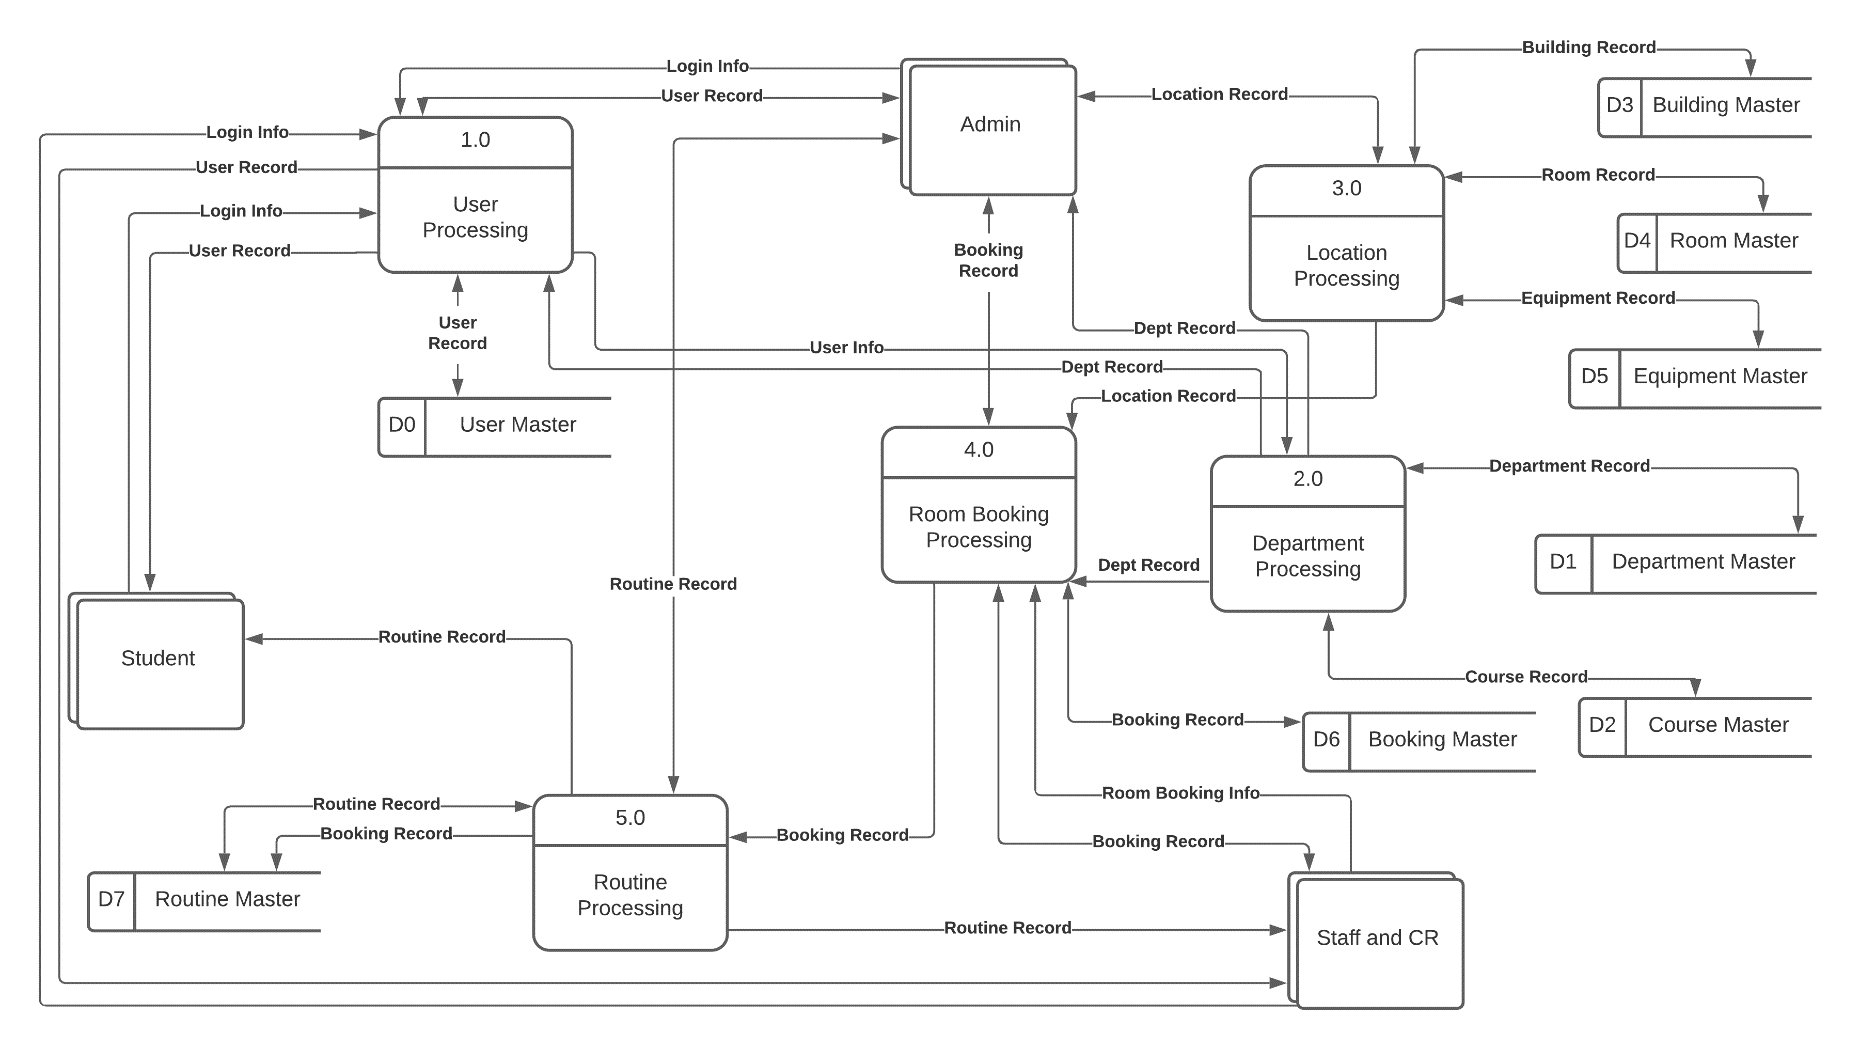 Building Record
Login Info
User Record
Location Record
D3
Building Master
Admin
Login Info
1.0
User Record
Room Record
3.0
Login Info
User
Processing
D4
Room Master
User Record
Booking
Record
Location
Processing
Equipment Record
User
Record
Dept Record
User Info
Dept Record
D5
Equipment Master
Location Record
D0
User Master
4.0
Department Record
2.0
Room Booking
Processing
Department
Processing
D1
Department Master
Dept Record
Routine Record
Routine Record
Student
Course Record
Booking Record
D6
Booking Master
D2
Course Master
Room Booking Info
Routine Record
5.0
Booking Record
Booking Record
Booking Record
Routine
Processing
D7
Routine Master
Routine Record
Staff and CR